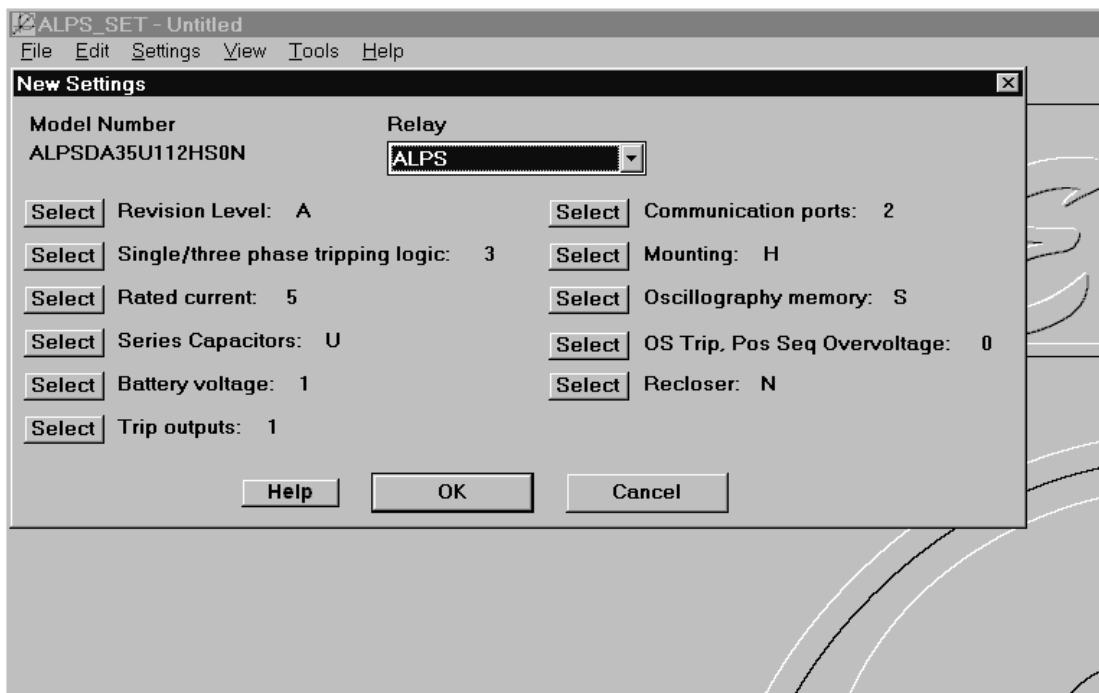 ALPS_SET - Untitled
File Edit Settings View Tools Help
New Settings
Model Number
ALPSDA35U112HS0N
Relay
ALPS
Select Revision Level: A
Select Single/three phase tripping logic: 3
Select Rated current: 5
Select Series Capacitors: U
Select Battery voltage: 1
Select Trip outputs: 1
Select Communication ports: 2
Select Mounting: H
Select Oscillography memory: S
Select OS Trip, Pos Seq Overvoltage: 0
Select Recloser: N
Help OK Cancel